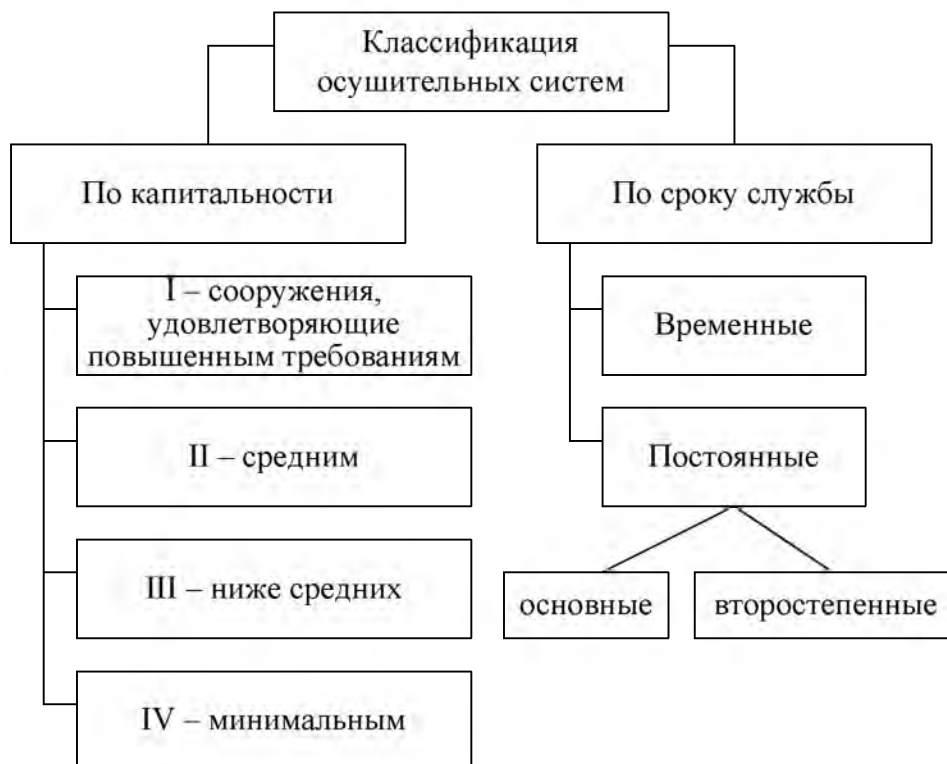 Классификация
осушительных систем
По капитальности
По сроку службы
I – сооружения,
удовлетворяющие
повышенным требованиям
II – средним
III – ниже средних
IV – минимальным
Временные
Постоянные
основные
второстепенные